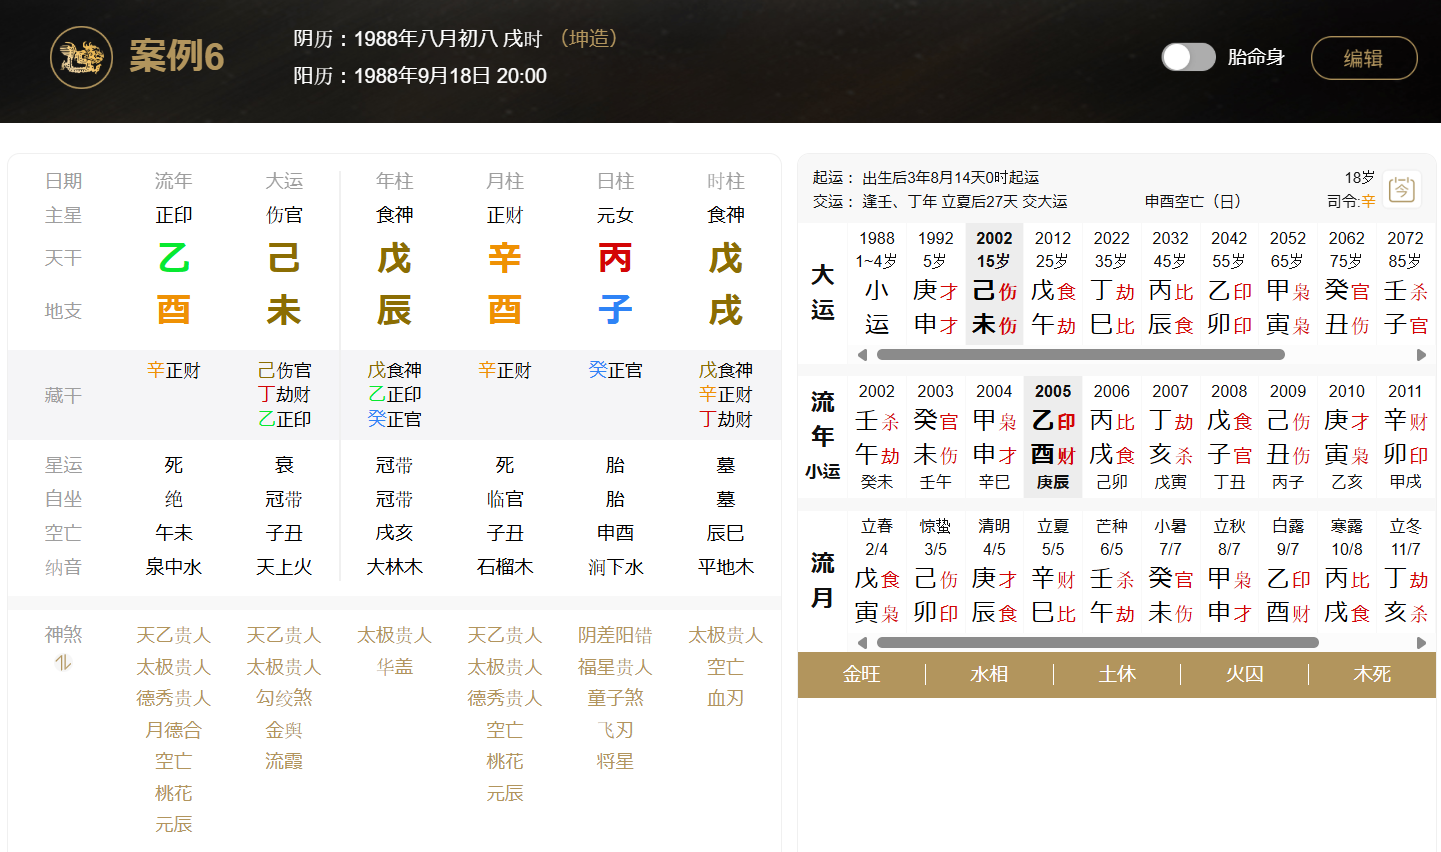 案例6
阴历：1988年八月初八 戌时 （坤造）
阳历：1988年9月18日 20:00
胎命身
编辑
日期 流年 大运 年柱 月柱 日柱 时柱
主星 正印 伤官 食神 正财 元女 食神
天干 乙 己 戊 辛 丙 戊
地支 酉 未 辰 酉 子 戌
藏干 辛正财 己伤官 戊食神 辛正财 癸正官 戊食神
丁劫财 乙正印 辛正财
乙正印 癸正官 丁劫财
星运 死 衰 冠带 死 胎 墓
自坐 绝 冠带 冠带 临官 胎 墓
空亡 午未 子丑 戌亥 子丑 申酉 辰巳
纳音 泉中水 天上火 大林木 石榴木 涧下水 平地木
神煞 天乙贵人 天乙贵人 太极贵人 天乙贵人 阴差阳错 太极贵人
太极贵人 太极贵人 华盖 太极贵人 福星贵人 空亡
德秀贵人 勾绞煞 德秀贵人 童子煞 血刃
月德合 金舆 空亡 飞刃
空亡 流霞 桃花 将星
桃花 元辰
元辰
起运： 出生后3年8月14天0时起运 18岁
交运： 逢壬、丁年 立夏后27天 交大运 申酉空亡（日） 司令:辛
今
大运
1988 1992 2002 2012 2022 2032 2042 2052 2062 2072
1~4岁 5岁 15岁 25岁 35岁 45岁 55岁 65岁 75岁 85岁
小 庚才 己伤 戊食 丁劫 丙比 乙印 甲枭 癸官 壬杀
运 申才 未伤 午劫 巳比 辰食 卯印 寅枭 丑伤 子官
流年
小运
2002 2003 2004 2005 2006 2007 2008 2009 2010 2011
壬杀 癸官 甲枭 乙印 丙比 丁劫 戊食 己伤 庚才 辛财
午劫 未伤 申才 酉财 戌食 亥杀 子官 丑伤 寅枭 卯印
癸未 壬午 辛巳 庚辰 己卯 戊寅 丁丑 丙子 乙亥 甲戌
流月
立春 惊蛰 清明 立夏 芒种 小暑 立秋 白露 寒露 立冬
2/4 3/5 4/5 5/5 6/5 7/7 8/7 9/7 10/8 11/7
戊食 己伤 庚才 辛财 壬杀 癸官 甲枭 乙印 丙比 丁劫
寅枭 卯印 辰食 巳比 午劫 未伤 申才 酉财 戌食 亥杀
金旺 水相 土休 火囚 木死